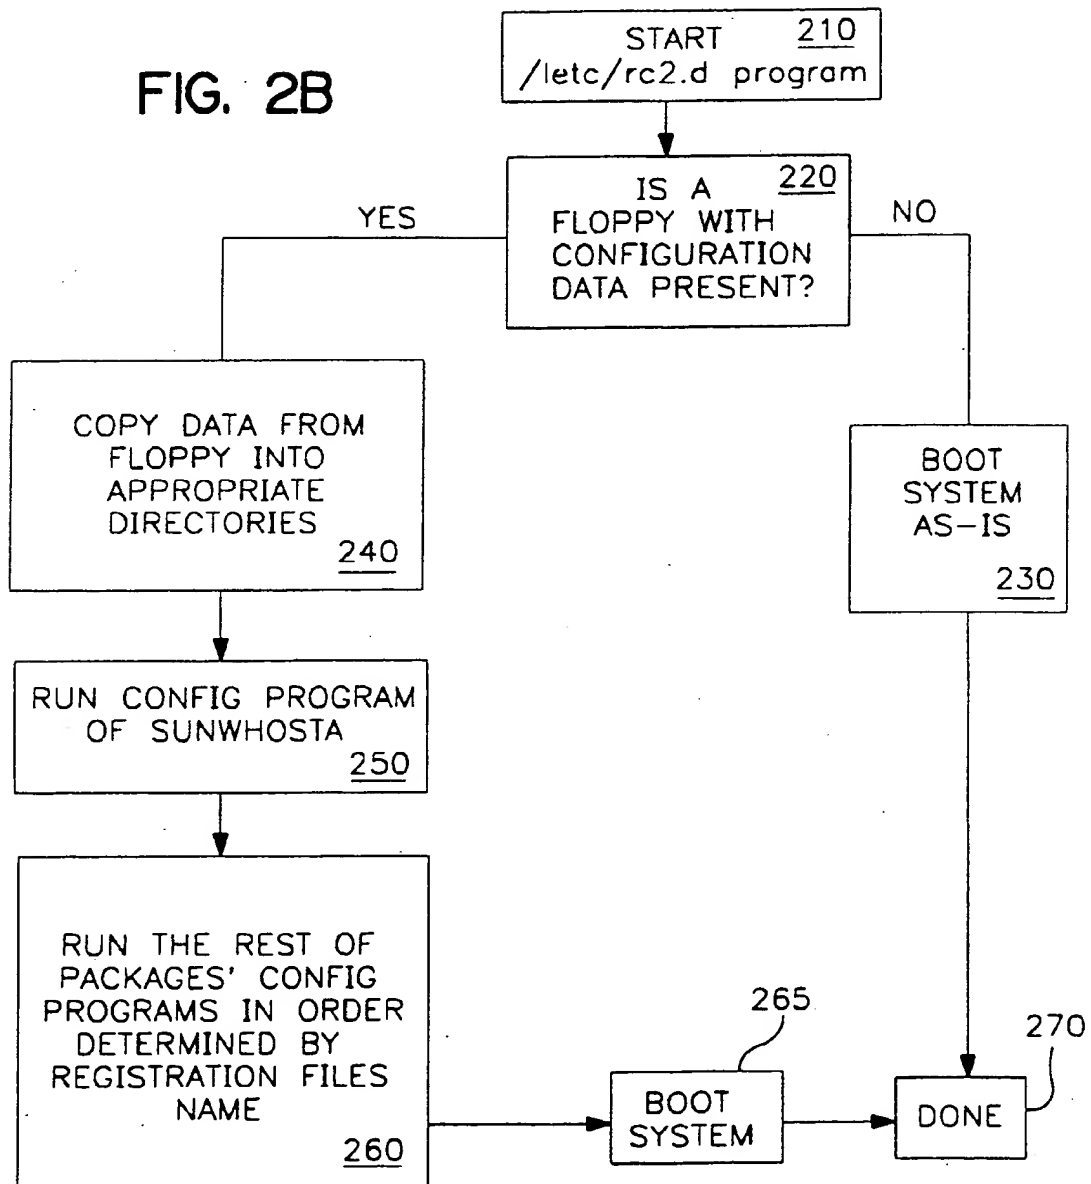 FIG. 2B
START 210
/letc/rc2.d program
220
IS A
FLOPPY WITH
CONFIGURATION
DATA PRESENT?
YES
NO
COPY DATA FROM
FLOPPY INTO
APPROPRIATE
DIRECTORIES
240
BOOT
SYSTEM
AS-IS
230
RUN CONFIG PROGRAM
OF SUNWHOSTA
250
RUN THE REST OF
PACKAGES' CONFIG
PROGRAMS IN ORDER
DETERMINED BY
REGISTRATION FILES
NAME
260
265
BOOT
SYSTEM
270
DONE